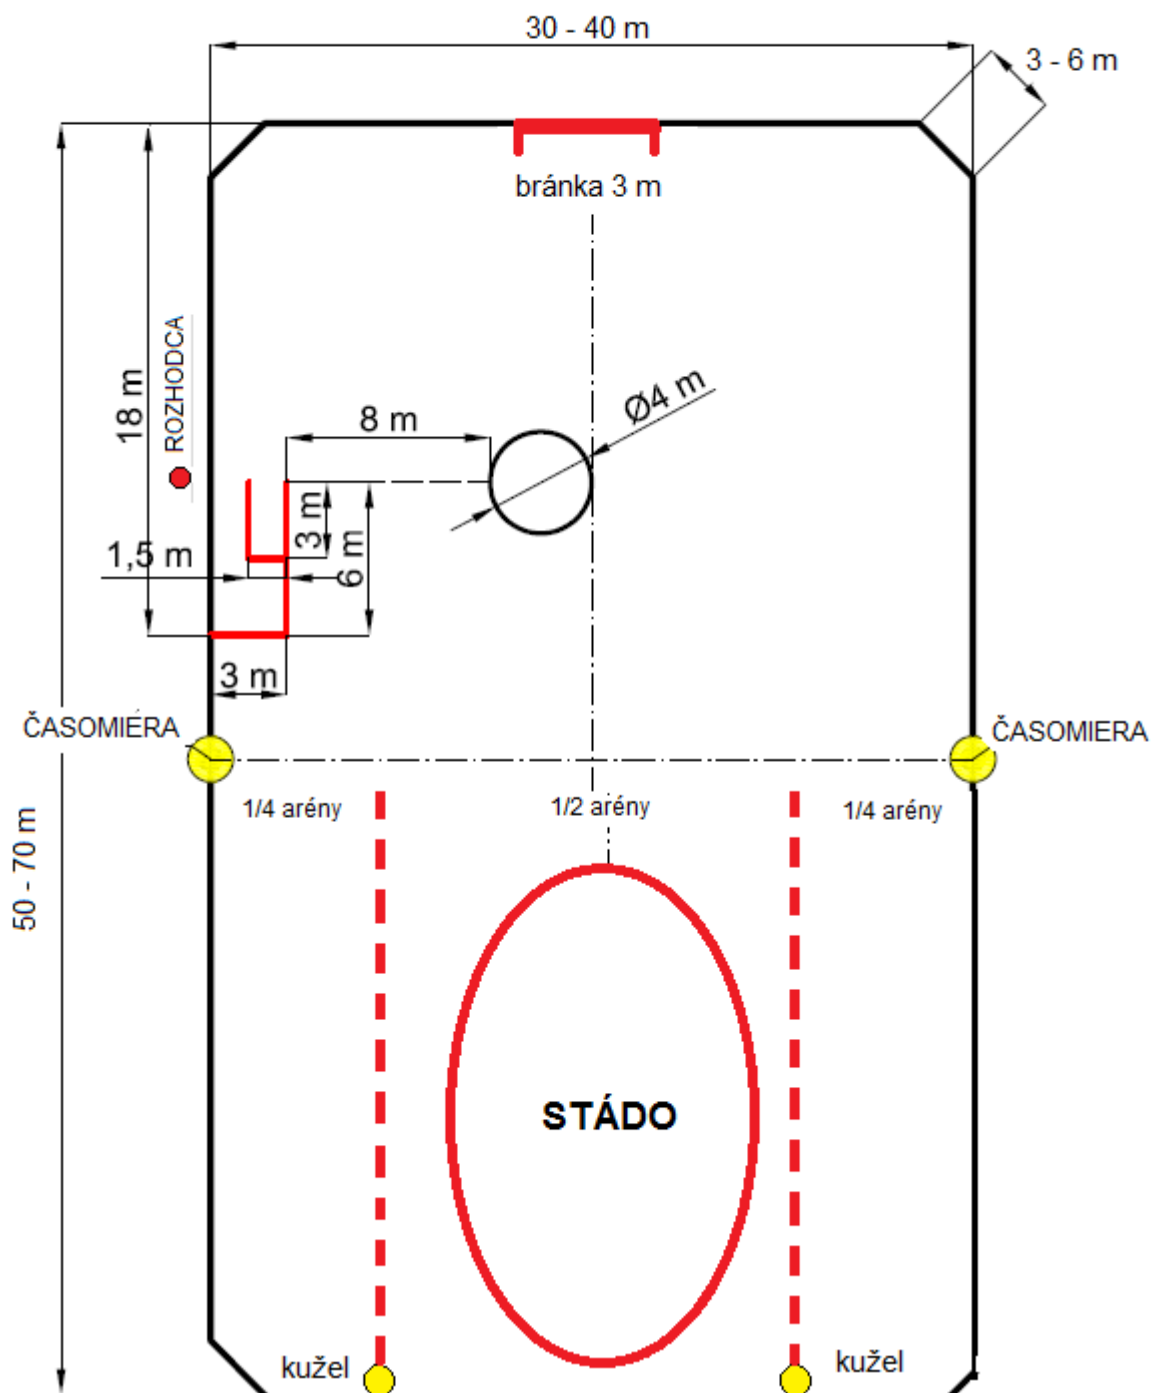 30 - 40 m
3 - 6 m
bránka 3 m
18 m
ROZHODCA
8 m
Ø4 m
3 m
6 m
1,5 m
3 m
ČASOMIERA
ČASOMIERA
1/4 arény
1/2 arény
1/4 arény
50 - 70 m
STÁDO
kužel
kužel